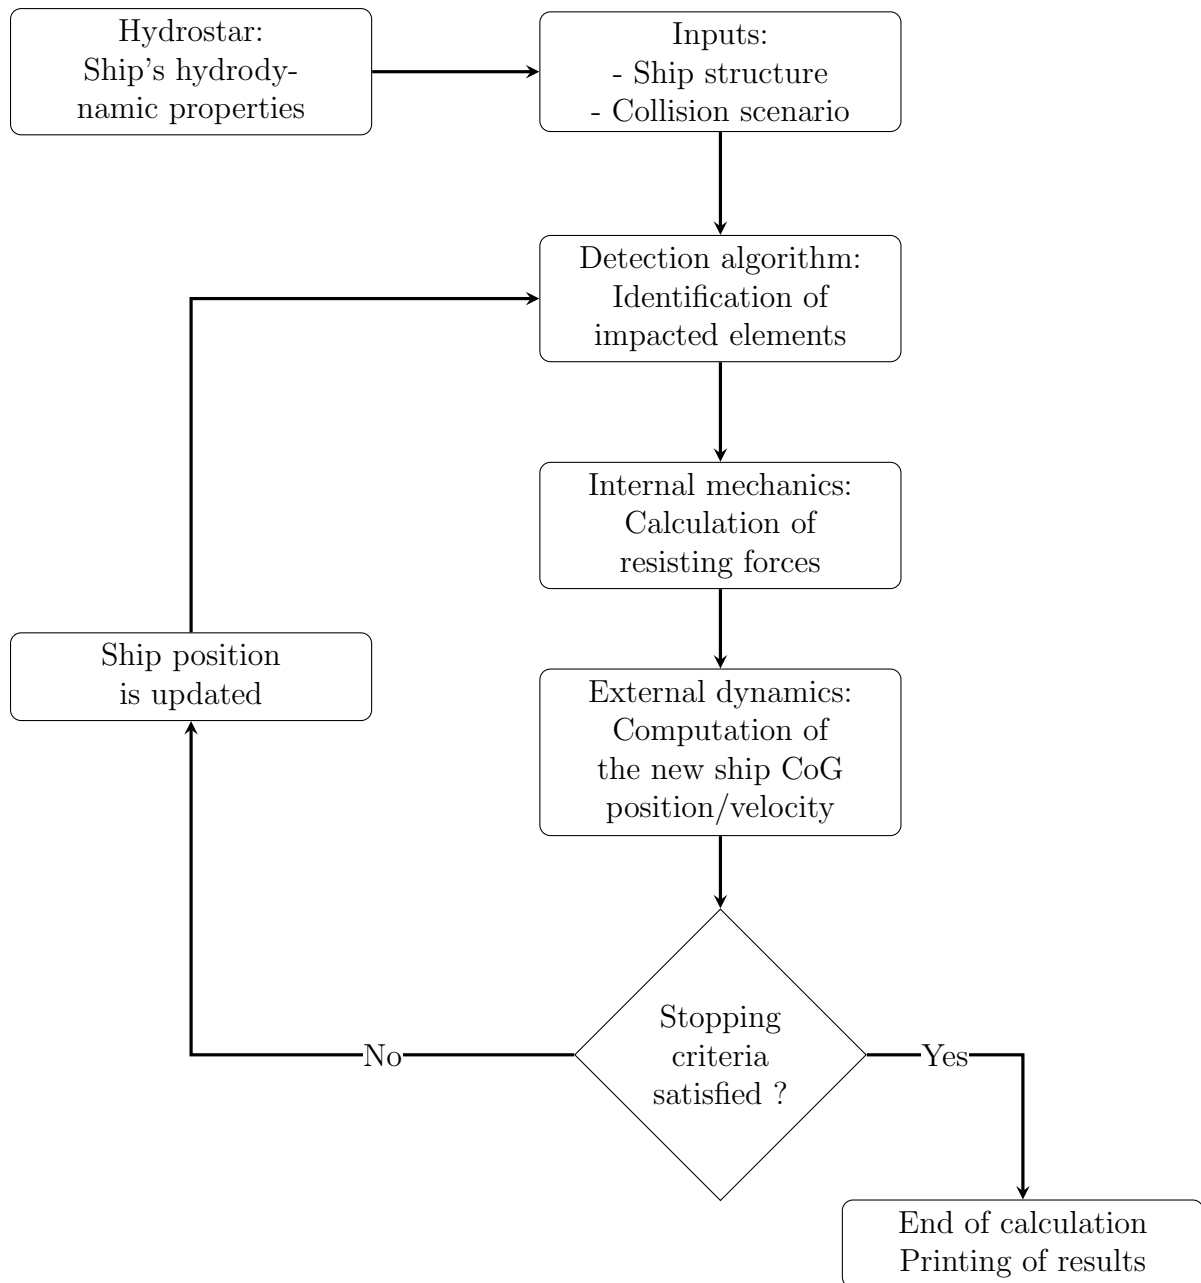 Hydrostar:
Ship's hydrody-
namic properties
Inputs:
- Ship structure
- Collision scenario
Detection algorithm:
Identification of
impacted elements
Internal mechanics:
Calculation of
resisting forces
Ship position
is updated
External dynamics:
Computation of
the new ship CoG
position/velocity
Stopping
criteria
satisfied ?
No
Yes
End of calculation
Printing of results